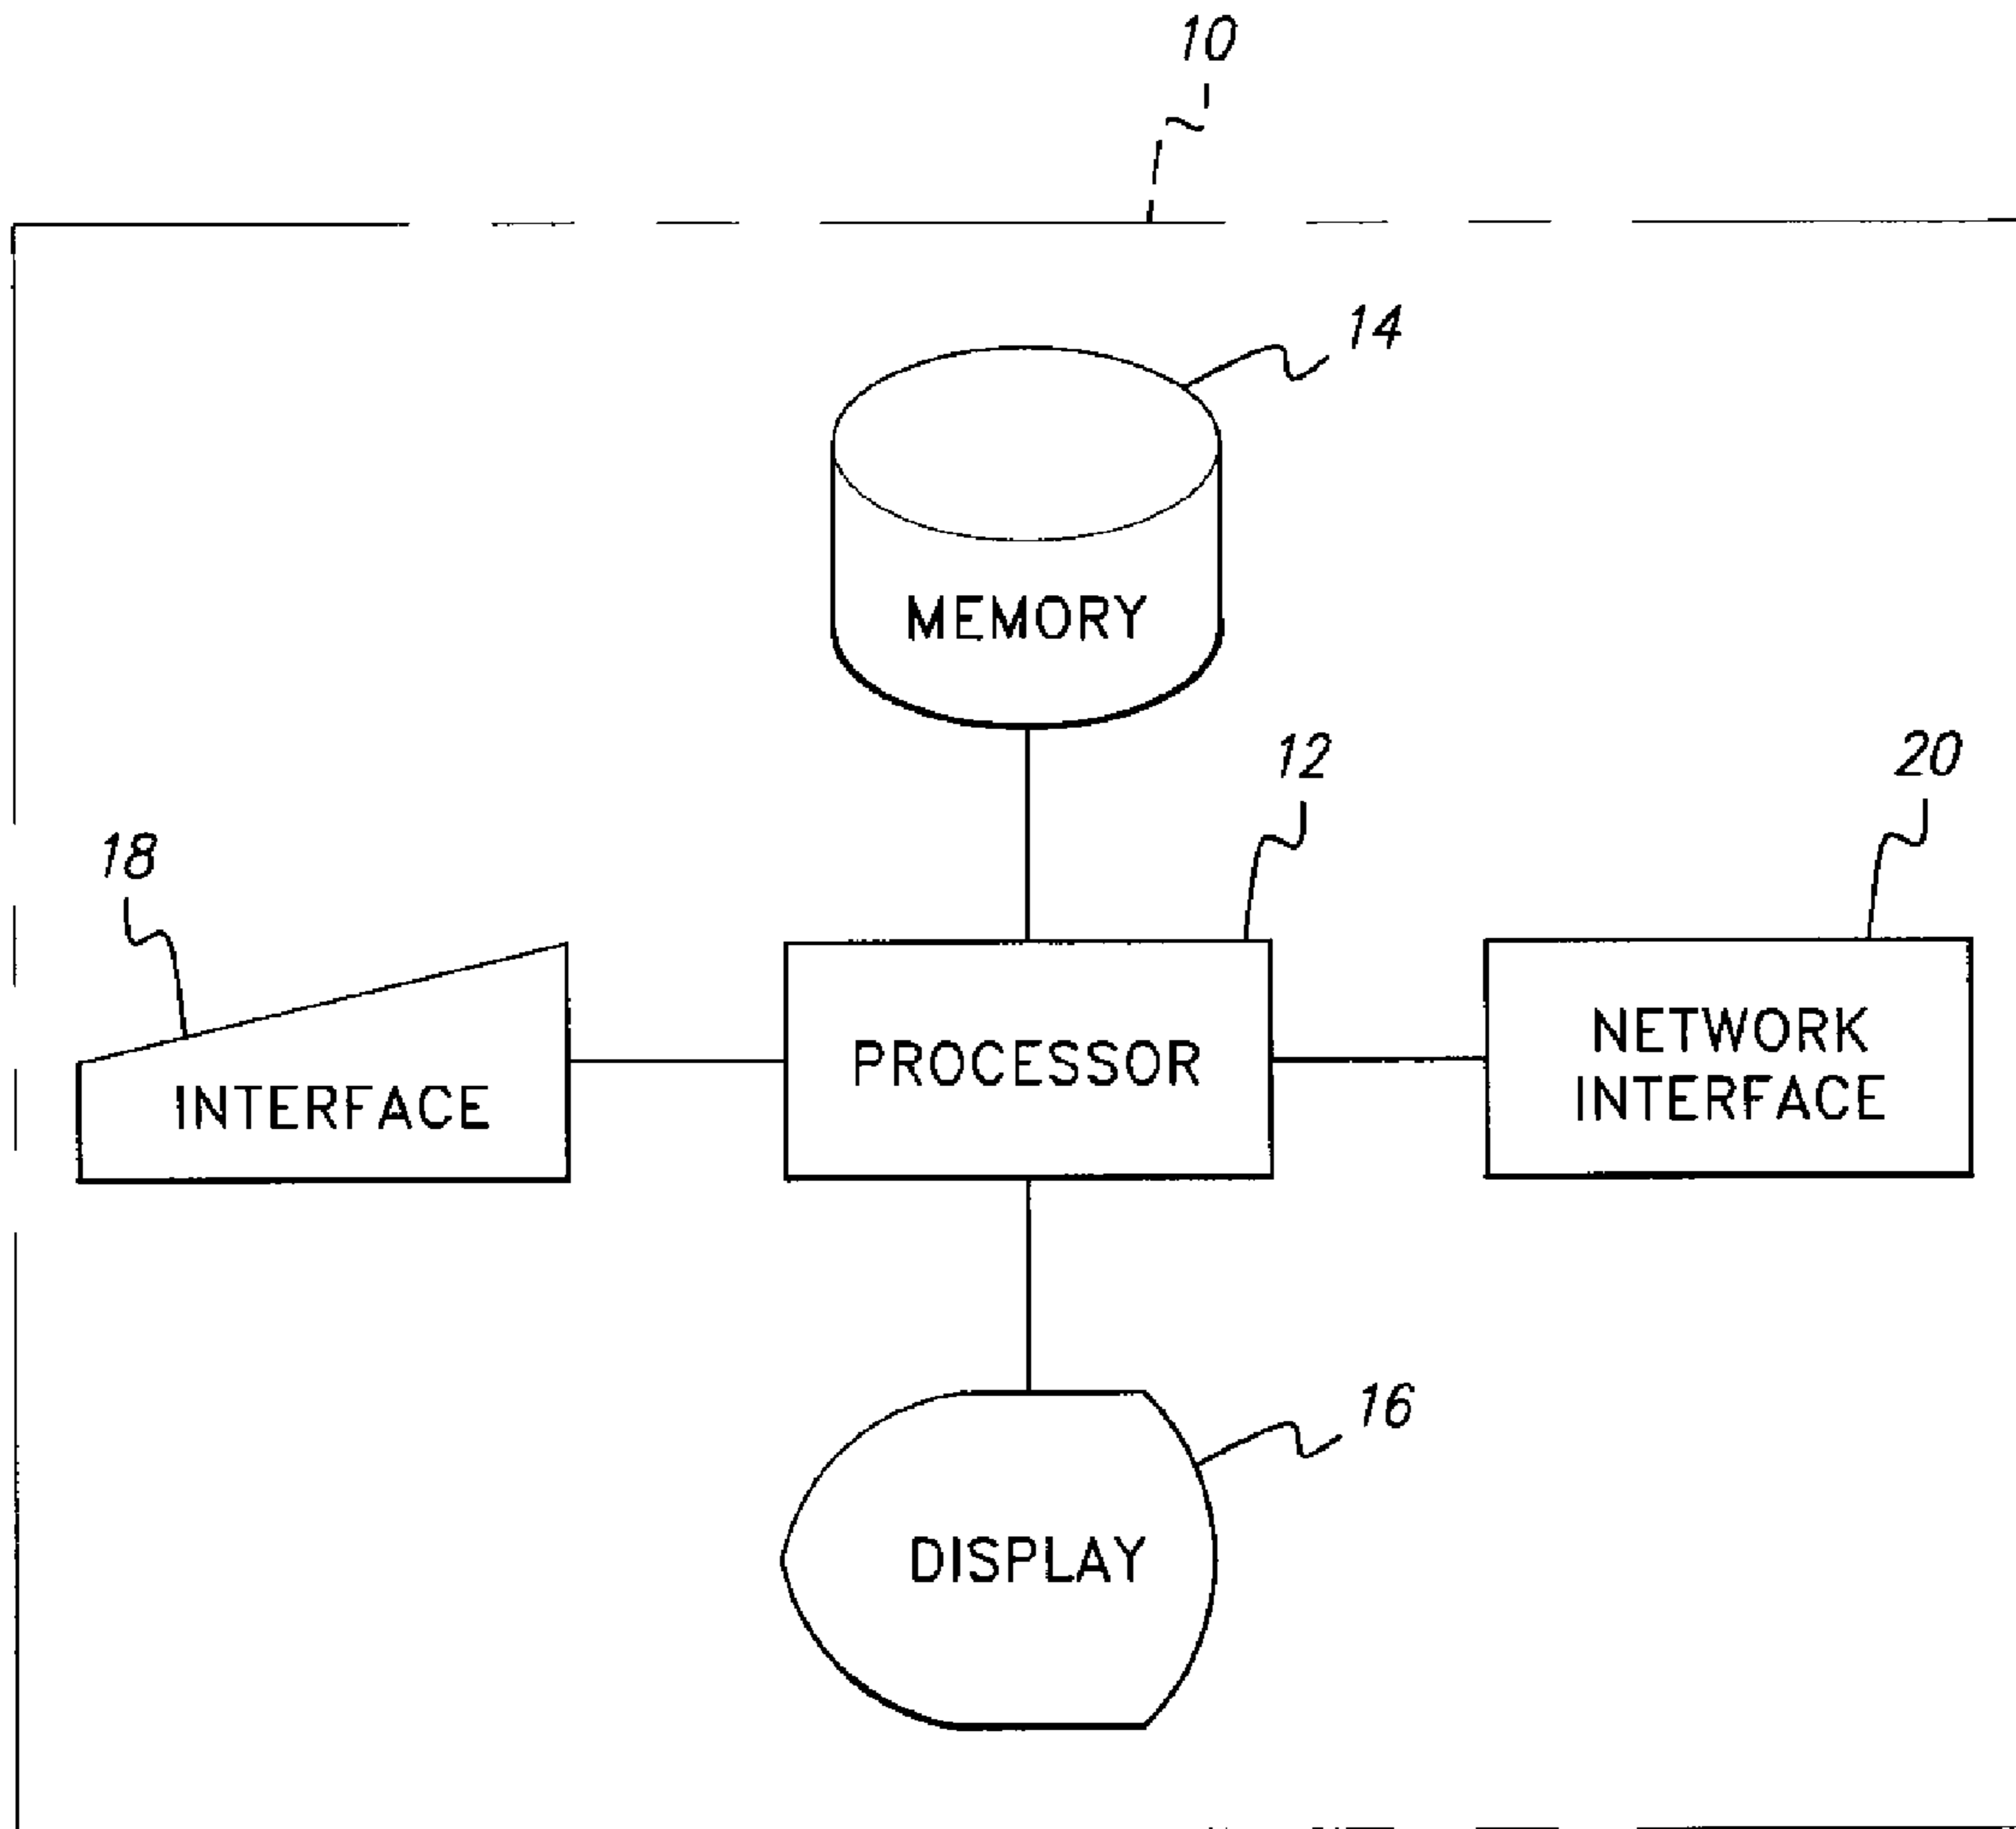 10
14
MEMORY
12
20
18
PROCESSOR
NETWORK
INTERFACE
INTERFACE
16
DISPLAY